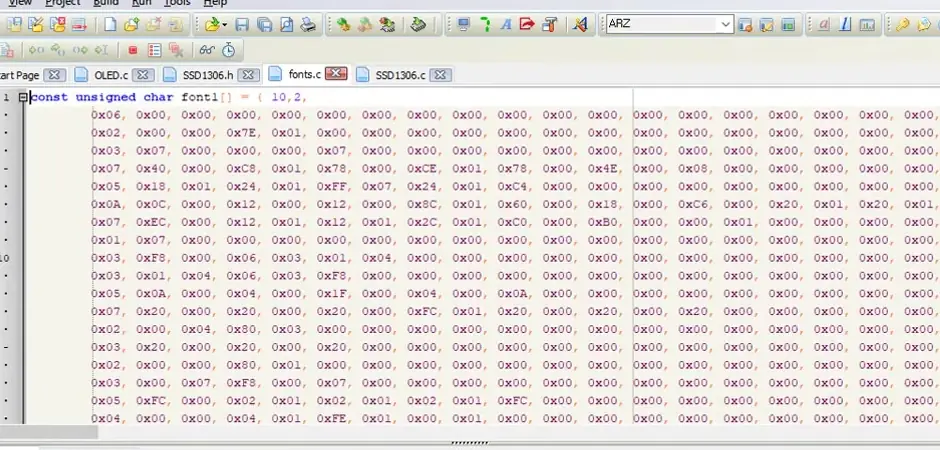 View Project Build Run Tools Help
ARZ
art Page OLED.c SSD1306.h fonts.c SSD1306.c
1 const unsigned char font1[] = { 10,2,
0x06, 0x00, 0x00, 0x00, 0x00, 0x00, 0x00, 0x00, 0x00, 0x00, 0x00, 0x00, 0x00, 0x00, 0x00, 0x00, 0x00, 0x00, 0x00,
0x02, 0x00, 0x00, 0x7E, 0x01, 0x00, 0x00, 0x00, 0x00, 0x00, 0x00, 0x00, 0x00, 0x00, 0x00, 0x00, 0x00, 0x00, 0x00,
0x03, 0x07, 0x00, 0x00, 0x00, 0x07, 0x00, 0x00, 0x00, 0x00, 0x00, 0x00, 0x00, 0x00, 0x00, 0x00, 0x00, 0x00, 0x00,
0x07, 0x40, 0x00, 0xC8, 0x01, 0x78, 0x00, 0xCE, 0x01, 0x78, 0x00, 0x4E, 0x00, 0x08, 0x00, 0x00, 0x00, 0x00, 0x00,
0x05, 0x18, 0x01, 0x24, 0x01, 0xFF, 0x07, 0x24, 0x01, 0xC4, 0x00, 0x00, 0x00, 0x00, 0x00, 0x00, 0x00, 0x00, 0x00,
0x0A, 0x0C, 0x00, 0x12, 0x00, 0x12, 0x00, 0x8C, 0x01, 0x60, 0x00, 0x18, 0x00, 0xC6, 0x00, 0x20, 0x01, 0x20, 0x01,
0x07, 0xEC, 0x00, 0x12, 0x01, 0x12, 0x01, 0x2C, 0x01, 0xC0, 0x00, 0xB0, 0x00, 0x00, 0x01, 0x00, 0x00, 0x00, 0x00,
0x01, 0x07, 0x00, 0x00, 0x00, 0x00, 0x00, 0x00, 0x00, 0x00, 0x00, 0x00, 0x00, 0x00, 0x00, 0x00, 0x00, 0x00, 0x00,
10 0x03, 0xF8, 0x00, 0x06, 0x03, 0x01, 0x04, 0x00, 0x00, 0x00, 0x00, 0x00, 0x00, 0x00, 0x00, 0x00, 0x00, 0x00, 0x00,
0x03, 0x01, 0x04, 0x06, 0x03, 0xF8, 0x00, 0x00, 0x00, 0x00, 0x00, 0x00, 0x00, 0x00, 0x00, 0x00, 0x00, 0x00, 0x00,
0x05, 0x0A, 0x00, 0x04, 0x00, 0x1F, 0x00, 0x04, 0x00, 0x0A, 0x00, 0x00, 0x00, 0x00, 0x00, 0x00, 0x00, 0x00, 0x00,
0x07, 0x20, 0x00, 0x20, 0x00, 0x20, 0x00, 0xFC, 0x01, 0x20, 0x00, 0x20, 0x00, 0x20, 0x00, 0x00, 0x00, 0x00, 0x00,
0x02, 0x00, 0x04, 0x80, 0x03, 0x00, 0x00, 0x00, 0x00, 0x00, 0x00, 0x00, 0x00, 0x00, 0x00, 0x00, 0x00, 0x00, 0x00,
0x03, 0x20, 0x00, 0x20, 0x00, 0x20, 0x00, 0x00, 0x00, 0x00, 0x00, 0x00, 0x00, 0x00, 0x00, 0x00, 0x00, 0x00, 0x00,
0x02, 0x00, 0x00, 0x80, 0x01, 0x00, 0x00, 0x00, 0x00, 0x00, 0x00, 0x00, 0x00, 0x00, 0x00, 0x00, 0x00, 0x00, 0x00,
0x03, 0x00, 0x07, 0xF8, 0x00, 0x07, 0x00, 0x00, 0x00, 0x00, 0x00, 0x00, 0x00, 0x00, 0x00, 0x00, 0x00, 0x00, 0x00,
0x05, 0xFC, 0x00, 0x02, 0x01, 0x02, 0x01, 0x02, 0x01, 0xFC, 0x00, 0x00, 0x00, 0x00, 0x00, 0x00, 0x00, 0x00, 0x00,
0x04, 0x00, 0x00, 0x04, 0x01, 0xFE, 0x01, 0x00, 0x01, 0x00, 0x00, 0x00, 0x00, 0x00, 0x00, 0x00, 0x00, 0x00, 0x00,